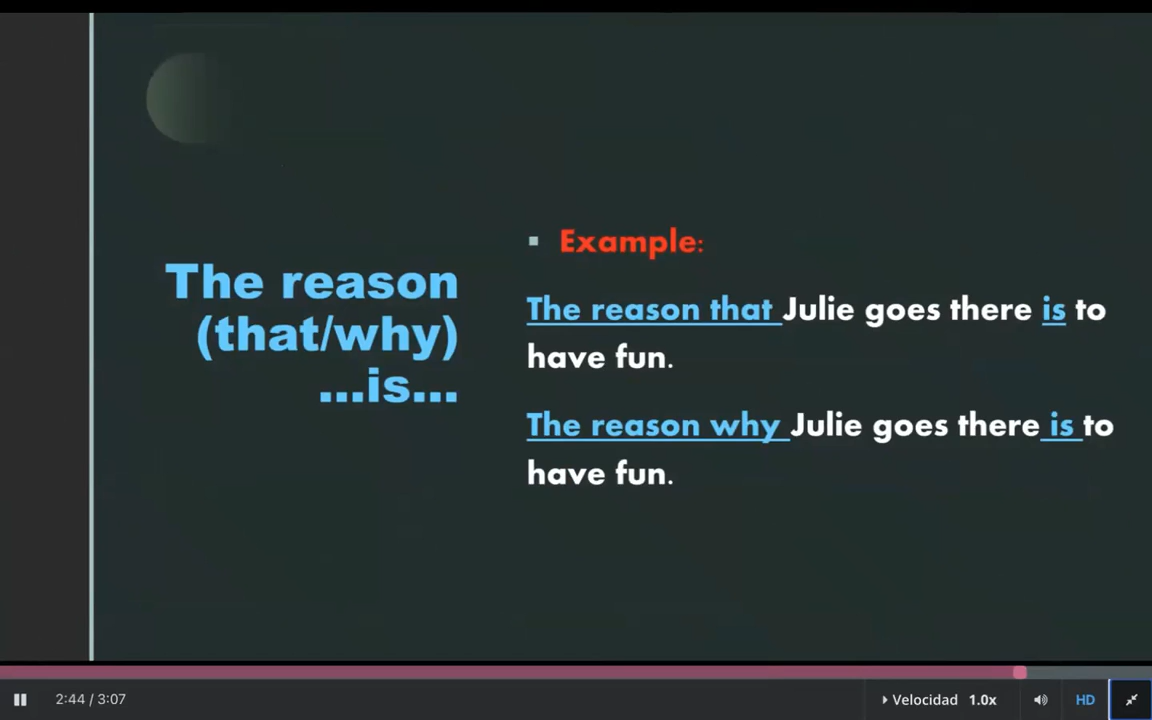 The reason
(that/why)
...is...
▪ Example:
The reason that Julie goes there is to
have fun.
The reason why Julie goes there is to
have fun.
2:44 / 3:07
Velocidad 1.0x
HD